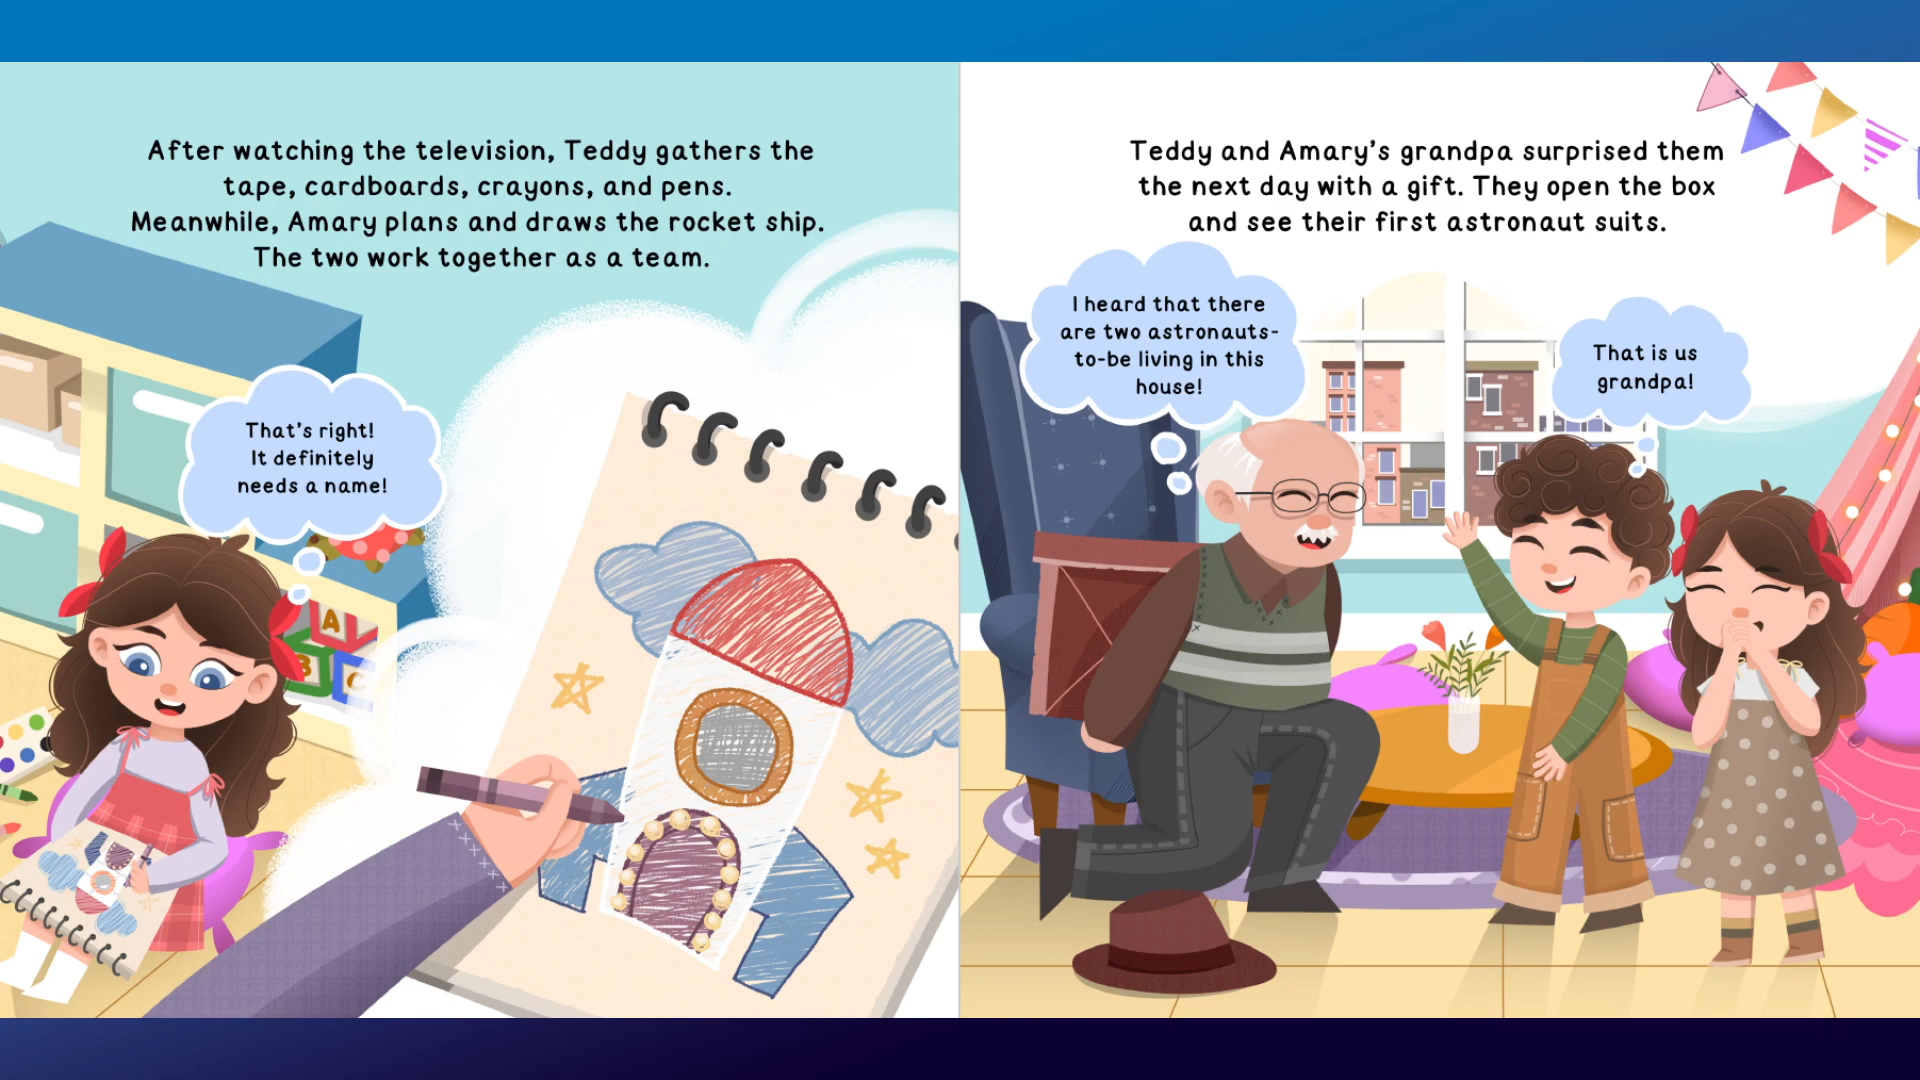 After watching the television, Teddy gathers the
tape, cardboards, crayons, and pens.
Meanwhile, Amary plans and draws the rocket ship.
The two work together as a team.
That's right!
It definitely
needs a name!
A
B
C
Teddy and Amary's grandpa surprised them
the next day with a gift. They open the box
and see their first astronaut suits.
I heard that there
are two astronauts-
to-be living in this
house!
That is us
grandpa!